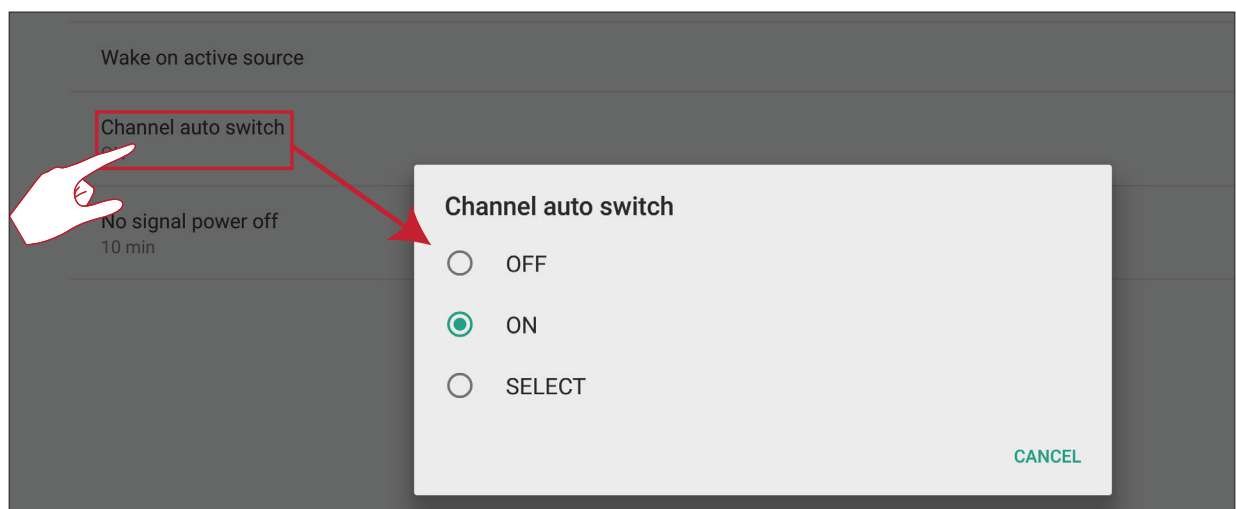 Wake on active source
Channel auto switch
No signal power off
10 min
Channel auto switch
OFF
ON
SELECT
CANCEL